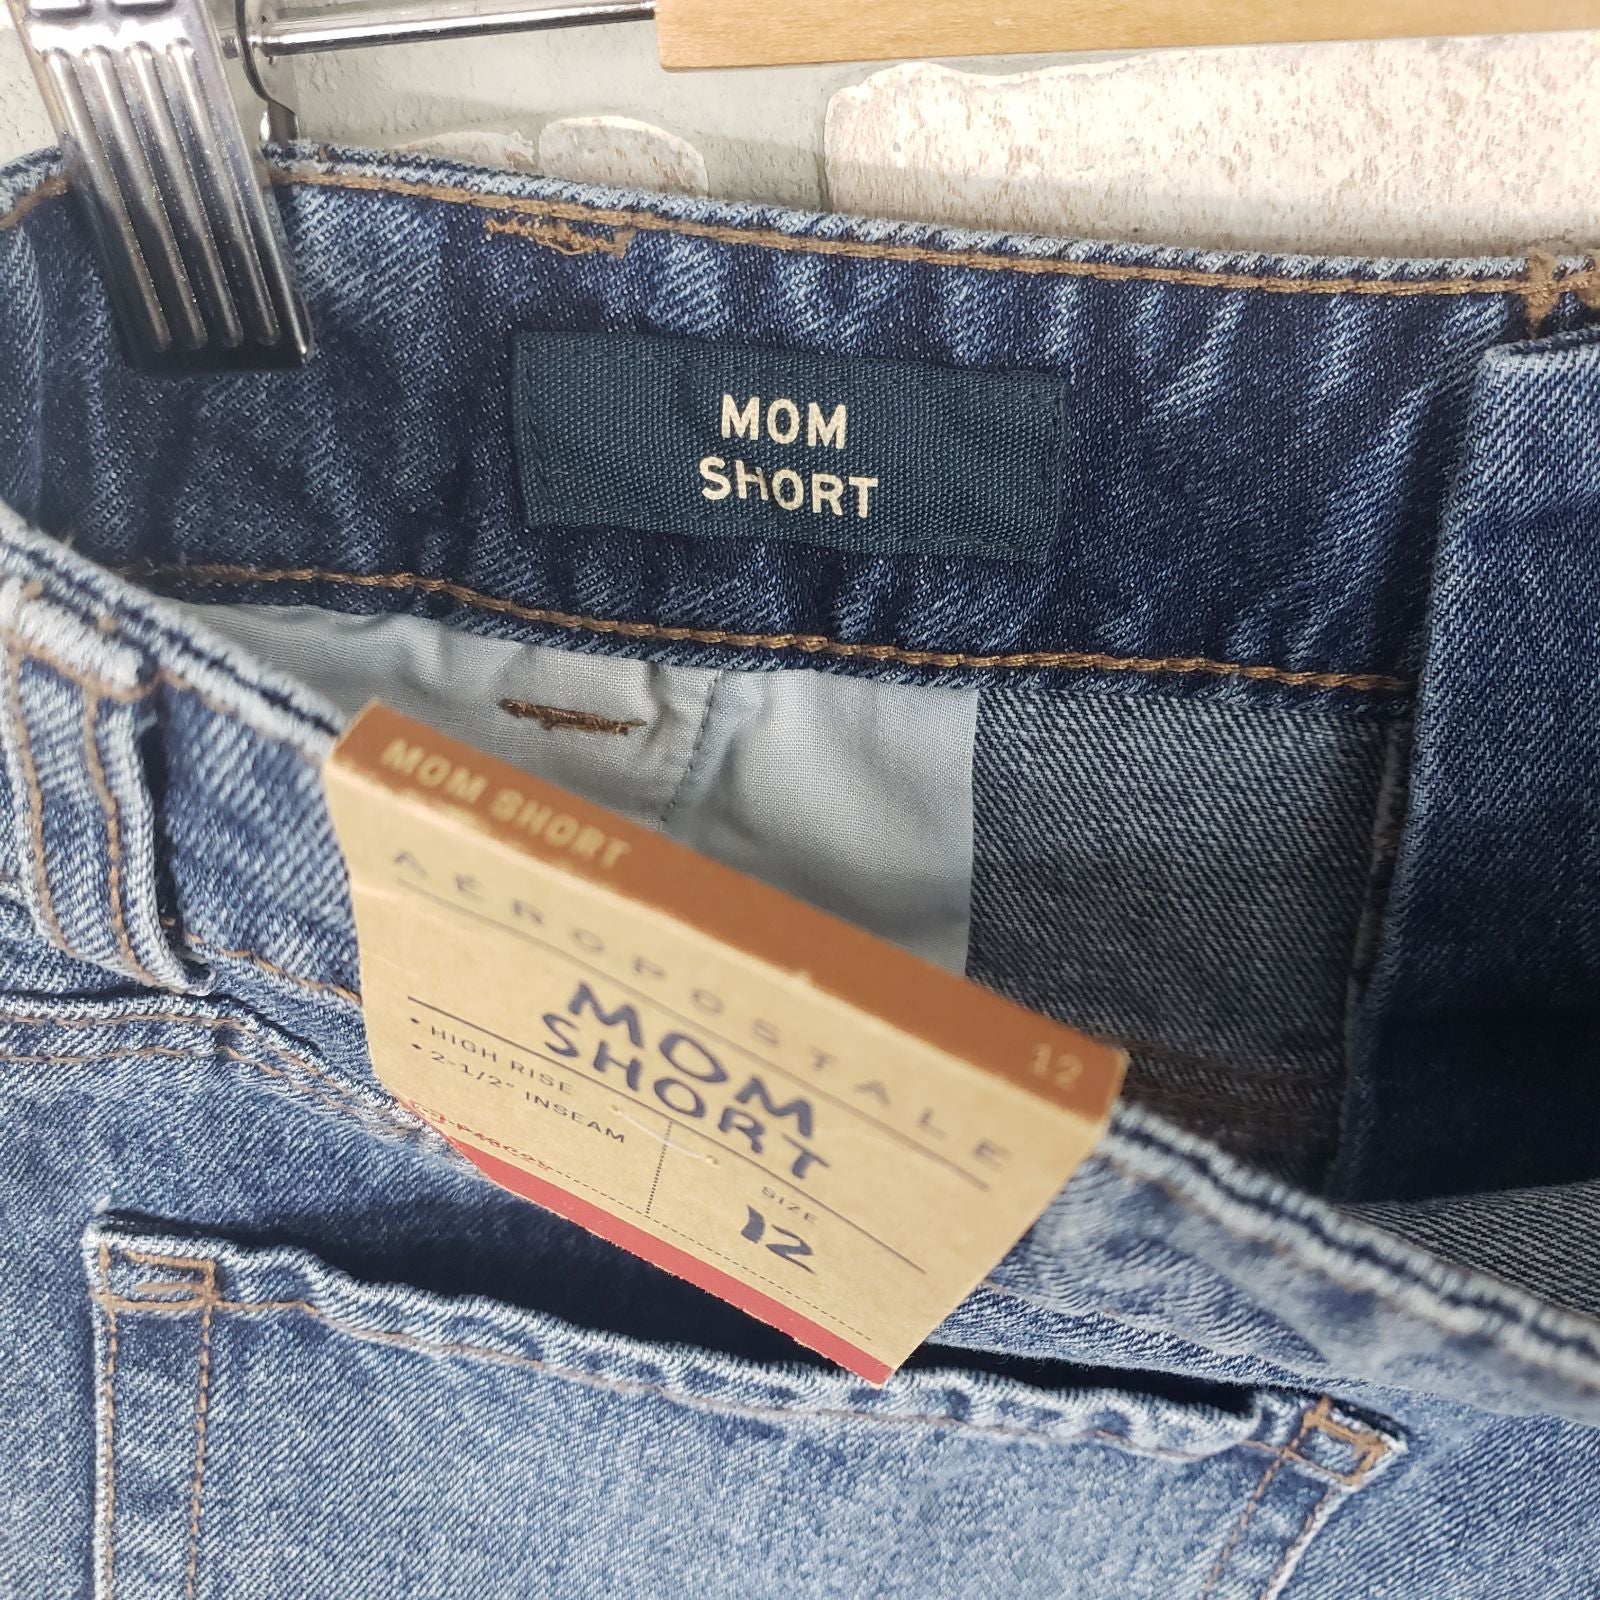 MOM
SHORT
MOM SHORT
12
AÉROPOSTALE
MOM
SHORT
• HIGH RISE
• 2-1/2" INSEAM
SIZE
12